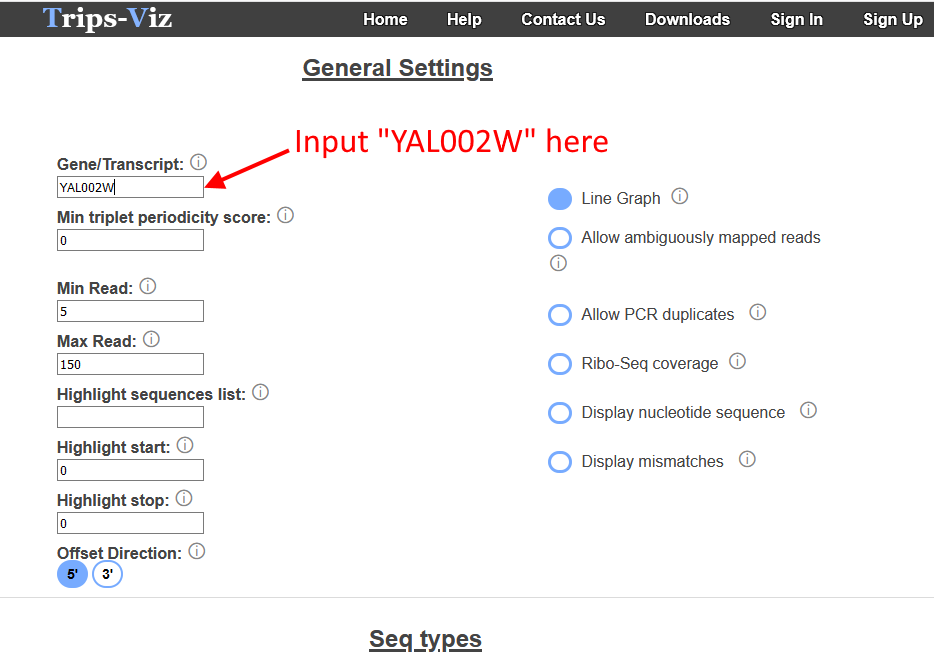 Trips-Viz Home Help Contact Us Downloads Sign In Sign Up
General Settings
Input "YAL002W" here
Gene/Transcript:
YAL002W
Min triplet periodicity score:
0
Min Read:
5
Max Read:
150
Highlight sequences list:
Highlight start:
0
Highlight stop:
0
Offset Direction:
5' 3'
Line Graph
Allow ambiguously mapped reads
Allow PCR duplicates
Ribo-Seq coverage
Display nucleotide sequence
Display mismatches
Seq types